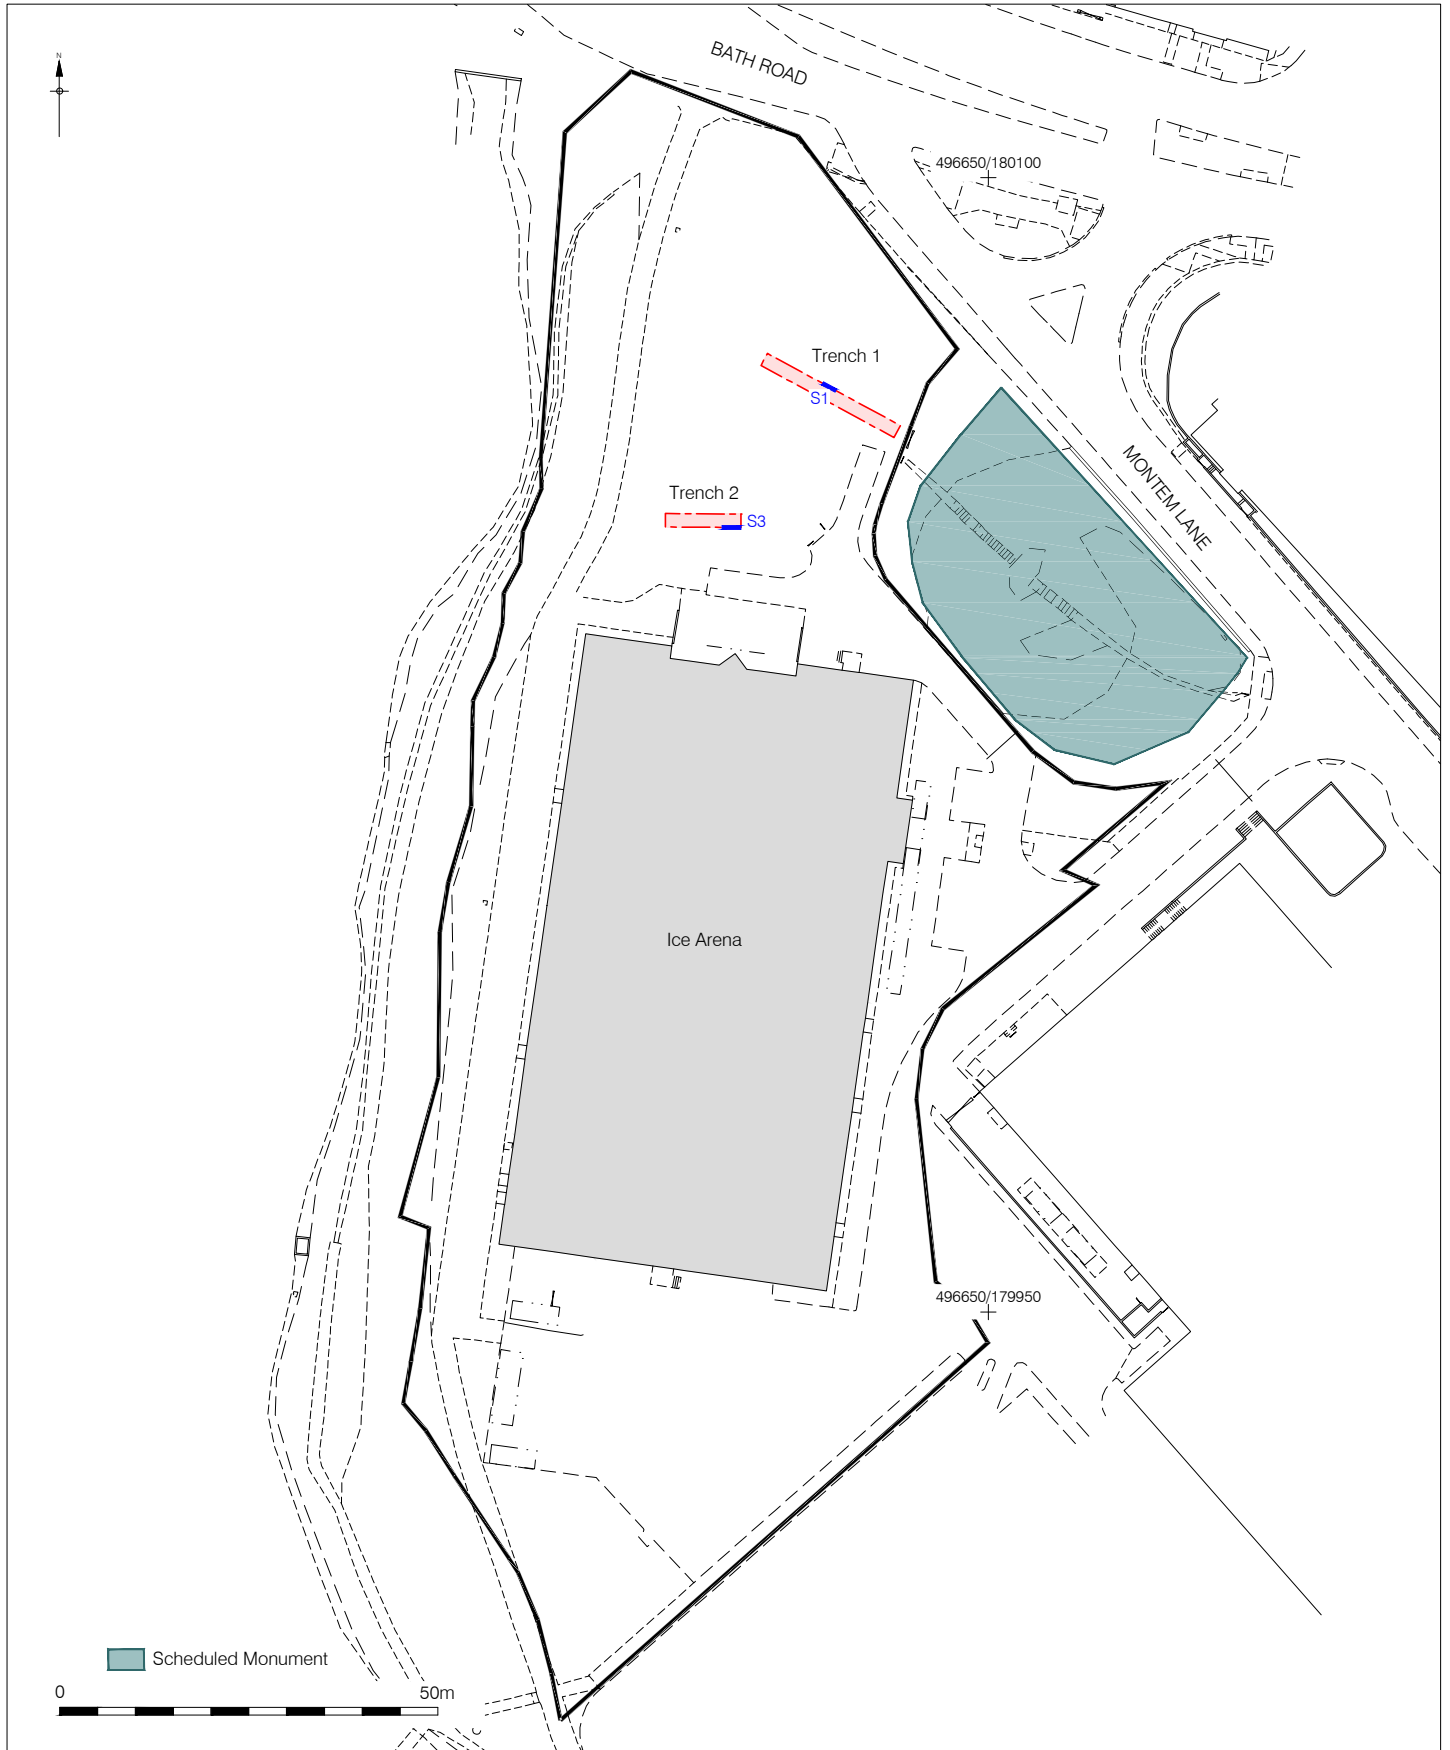 N
BATH ROAD
496650/180100
Trench 1
S1
MONTEM LANE
Trench 2
S3
Ice Arena
496650/179950
Scheduled Monument
0 50m